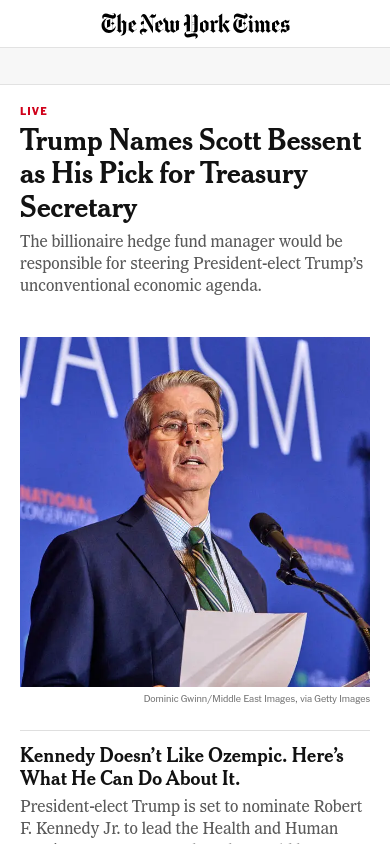 The New York Times
LIVE
Trump Names Scott Bessent
as His Pick for Treasury
Secretary
The billionaire hedge fund manager would be
responsible for steering President-elect Trump’s
unconventional economic agenda.
VATISM
NATIONAL
CONSERVATISM
NATIONAL
CONSERVATISM
Dominic Gwinn/Middle East Images, via Getty Images
Kennedy Doesn’t Like Ozempic. Here’s
What He Can Do About It.
President-elect Trump is set to nominate Robert
F. Kennedy Jr. to lead the Health and Human